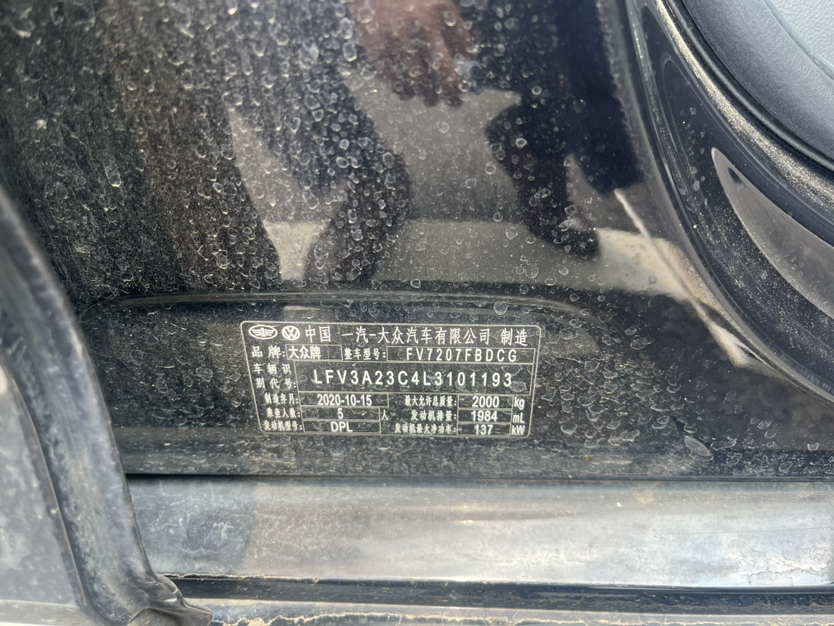 中国 一汽-大众汽车有限公司 制造
品牌: 大众牌 整车型号: FV7207FBDCG
车辆识别代号: LFV3A23C4L3101193
制造年月: 2020-10-15 最大允许总质量: 2000 kg
乘坐人数: 5 人 发动机排量: 1984 mL
发动机型号: DPL 发动机最大净功率: 137 kW